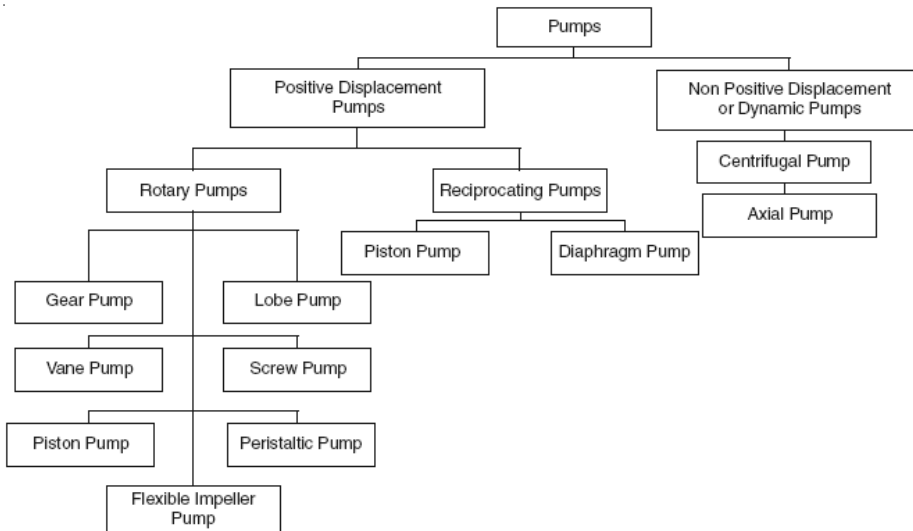 Pumps
Positive Displacement
Pumps
Non Positive Displacement
or Dynamic Pumps
Rotary Pumps
Reciprocating Pumps
Centrifugal Pump
Axial Pump
Piston Pump
Diaphragm Pump
Gear Pump
Lobe Pump
Vane Pump
Screw Pump
Piston Pump
Peristaltic Pump
Flexible Impeller
Pump